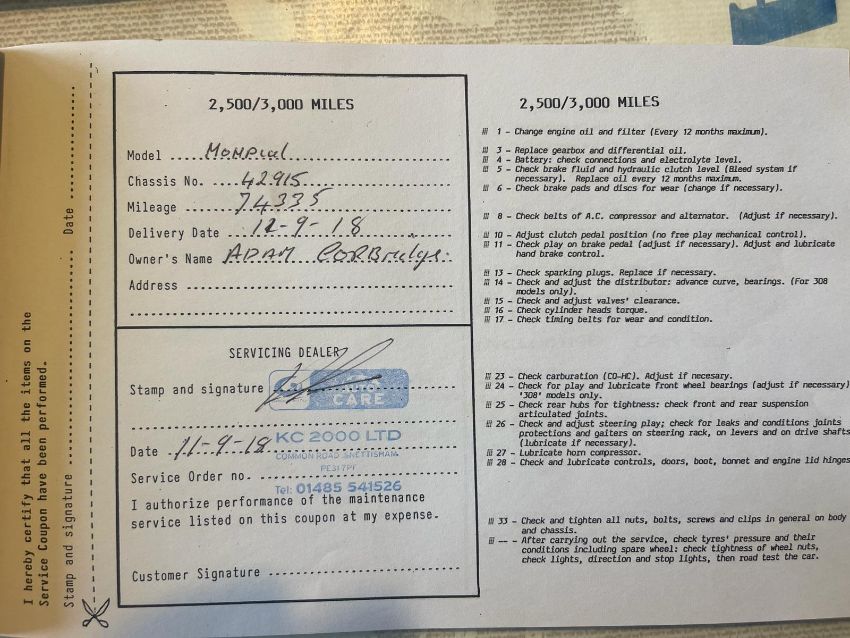 I hereby certify that all the items on the
Service Coupon have been performed.
Stamp and signature ........................ Date ....................
2,500/3,000 MILES
Model .... Mondial
Chassis No. ... 42915
Mileage ... 74335
Delivery Date ... 11-9-18
Owner's Name ADAM CORBridge.
Address ........................................
SERVICING DEALER
Stamp and signature
CARE
Date .11-9-18
KC 2000 LTD
COMMON ROAD SNETTISHAM
PE31 7PF
Service Order no. .........................
Tel: 01485 541526
I authorize performance of the maintenance
service listed on this coupon at my expense.
Customer Signature .............................
2,500/3,000 MILES
1 - Change engine oil and filter (Every 12 months maximum).
3 - Replace gearbox and differential oil.
4 - Battery: check connections and electrolyte level.
5 - Check brake fluid and hydraulic clutch level (Bleed system if
necessary). Replace oil every 12 months maximum.
6 - Check brake pads and discs for wear (change if necessary).
8 - Check belts of A.C. compressor and alternator. (Adjust if necessary).
10 - Adjust clutch pedal position (no free play mechanical control).
11 - Check play on brake pedal (adjust if necessary). Adjust and lubricate
hand brake control.
13 - Check sparking plugs. Replace if necessary.
14 - Check and adjust the distributor: advance curve, bearings. (For 308
models only).
15 - Check and adjust valves' clearance.
16 - Check cylinder heads torque.
17 - Check timing belts for wear and condition.
23 - Check carburation (CO-HC). Adjust if necesary.
24 - Check for play and lubricate front wheel bearings (adjust if necessary)
'308' models only.
25 - Check rear hubs for tightness: check front and rear suspension
articulated joints.
26 - Check and adjust steering play; check for leaks and conditions joints
protections and gaiters on steering rack, on levers and on drive shafts
(lubricate if necessary).
27 - Lubricate horn compressor.
28 - Check and lubricate controls, doors, boot, bonnet and engine lid hinges
33 - Check and tighten all nuts, bolts, screws and clips in general on body
and chassis.
-- - After carrying out the service, check tyres' pressure and their
conditions including spare wheel: check tightness of wheel nuts,
check lights, direction and stop lights, then road test the car.